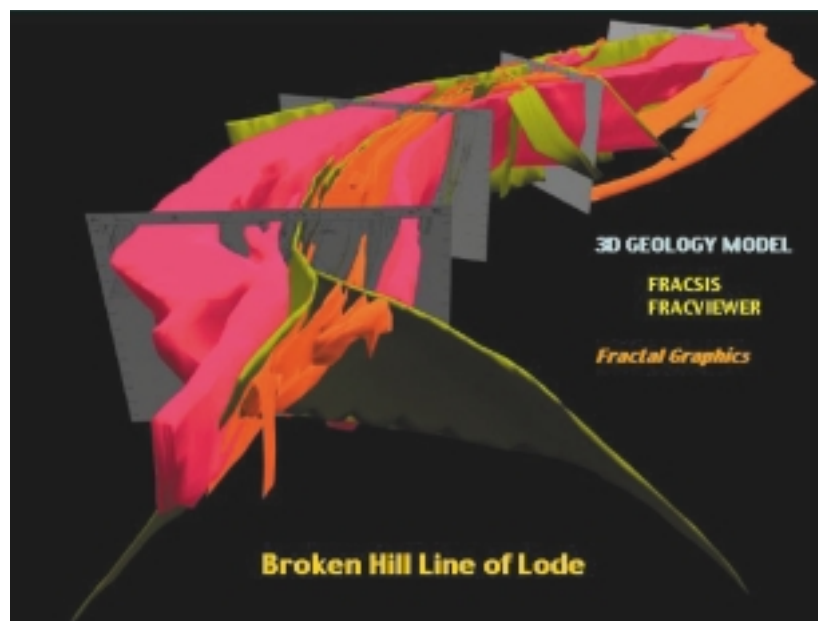 3D GEOLOGY MODEL
FRACSIS
FRACVIEWER
Fractal Graphics
Broken Hill Line of Lode